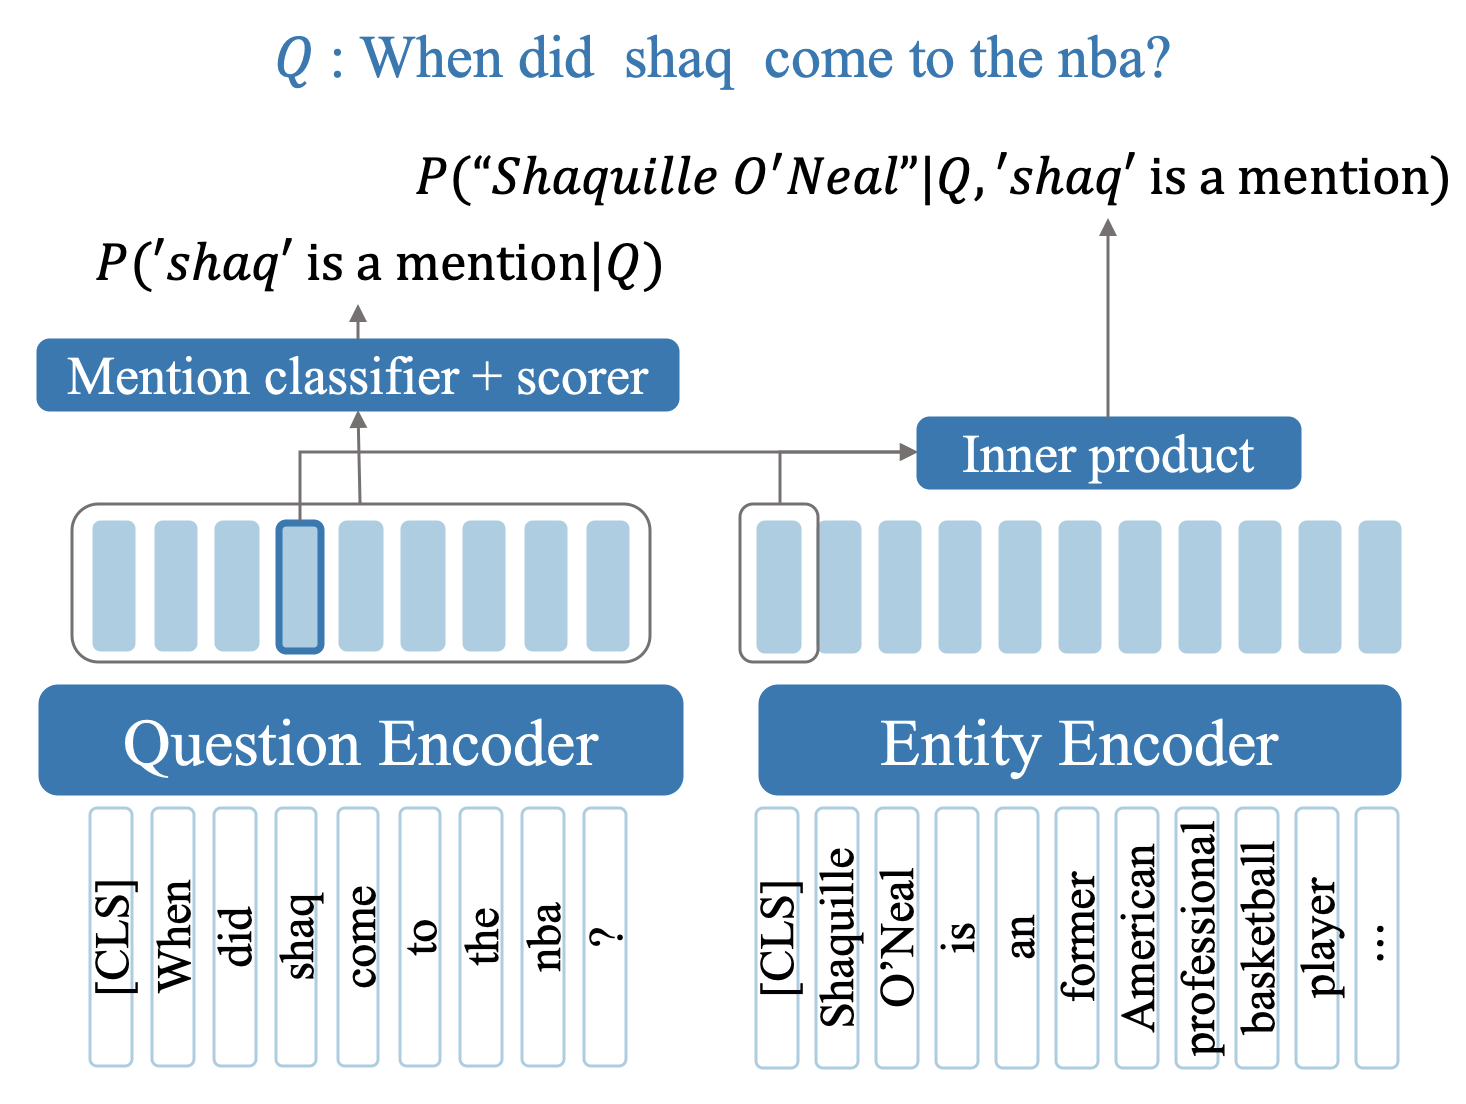 Q : When did shaq come to the nba?
P(“Shaquille O'Neal”|Q, 'shaq' is a mention)
P('shaq' is a mention|Q)
Mention classifier + scorer
Inner product
Question Encoder
Entity Encoder
[CLS]
When
did
shaq
come
to
the
nba
?
[CLS]
Shaquille
O’Neal
is
an
former
American
professional
basketball
player
...